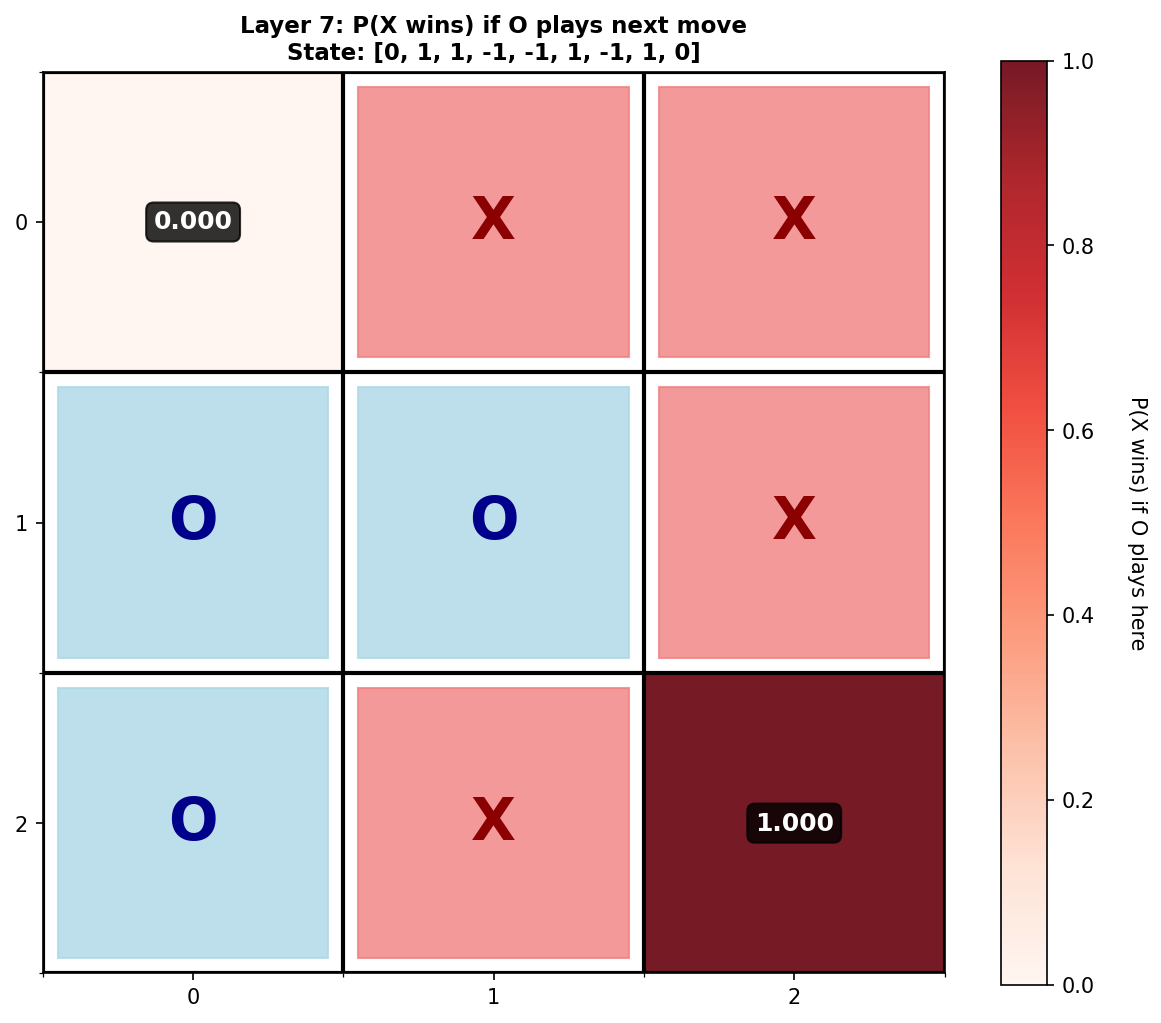 Layer 7: P(X wins) if O plays next move
State: [0, 1, 1, -1, -1, 1, -1, 1, 0]
0
0.000
X
X
1
O
O
X
2
O
X
1.000
0
1
2
1.0
0.8
0.6
0.4
0.2
0.0
P(X wins) if O plays here